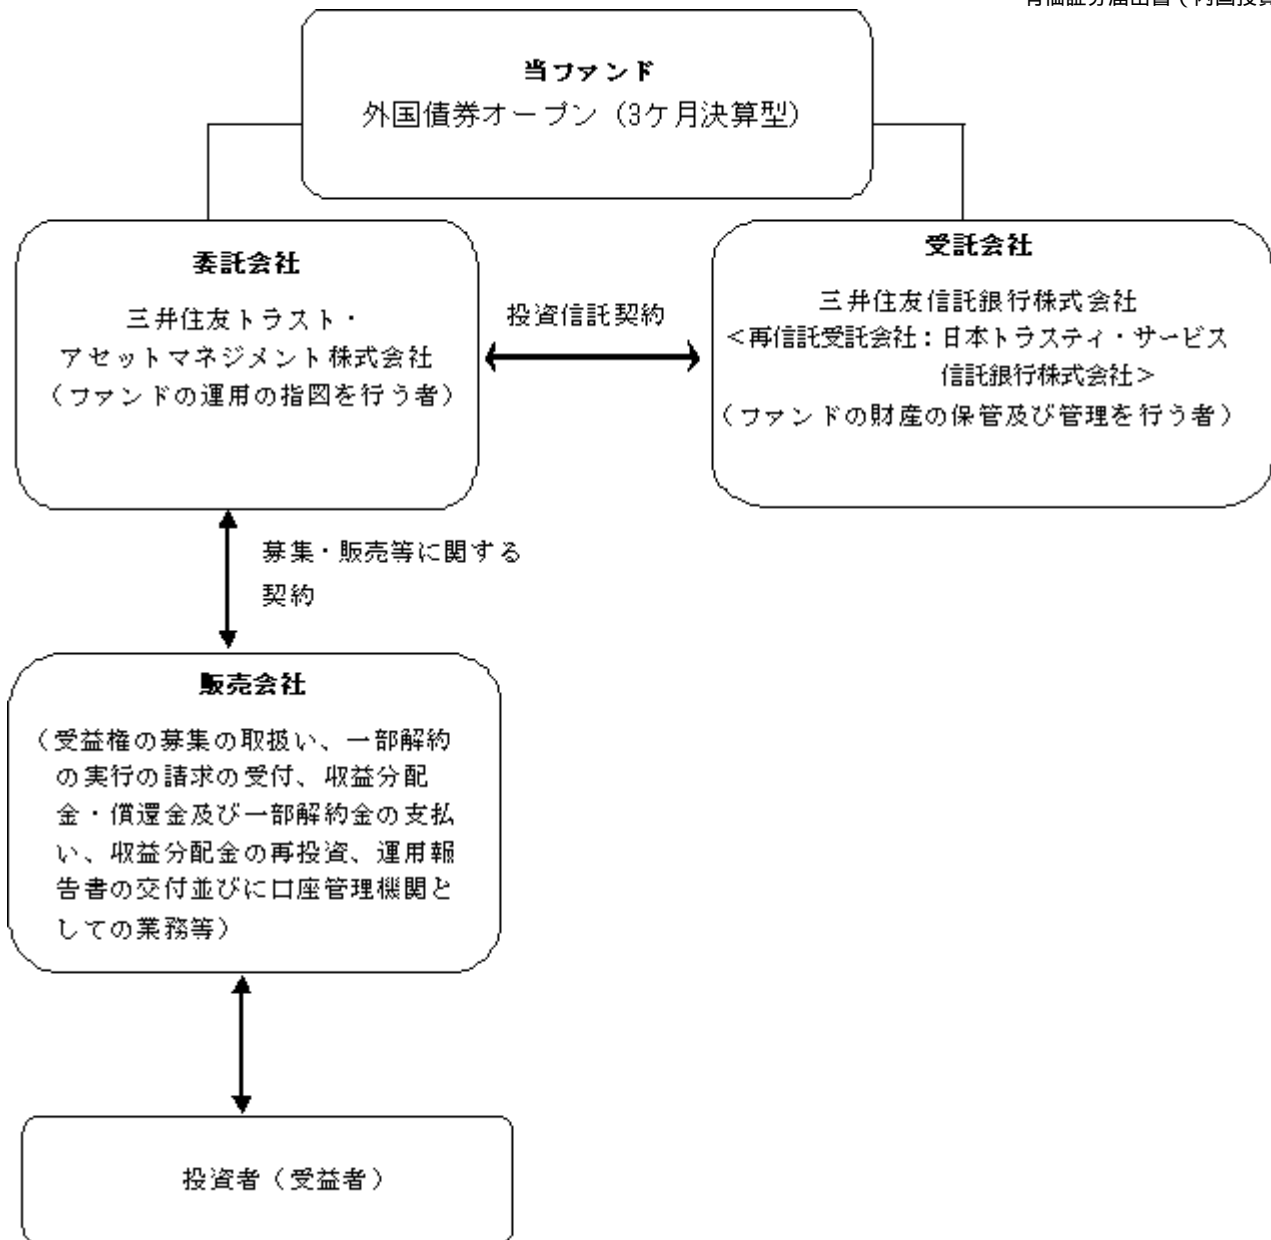 当ファンド
外国債券オープン（3ケ月決算型）
委託会社
三井住友トラスト・
アセットマネジメント株式会社
（ファンドの運用の指図を行う者）
投資信託契約
受託会社
三井住友信託銀行株式会社
＜再信託受託会社：日本トラスティ・サービス
信託銀行株式会社＞
（ファンドの財産の保管及び管理を行う者）
募集・販売等に関する
契約
販売会社
（受益権の募集の取扱い、一部解約
の実行の請求の受付、収益分配
金・償還金及び一部解約金の支払
い、収益分配金の再投資、運用報
告書の交付並びに口座管理機関と
しての業務等）
投資者（受益者）